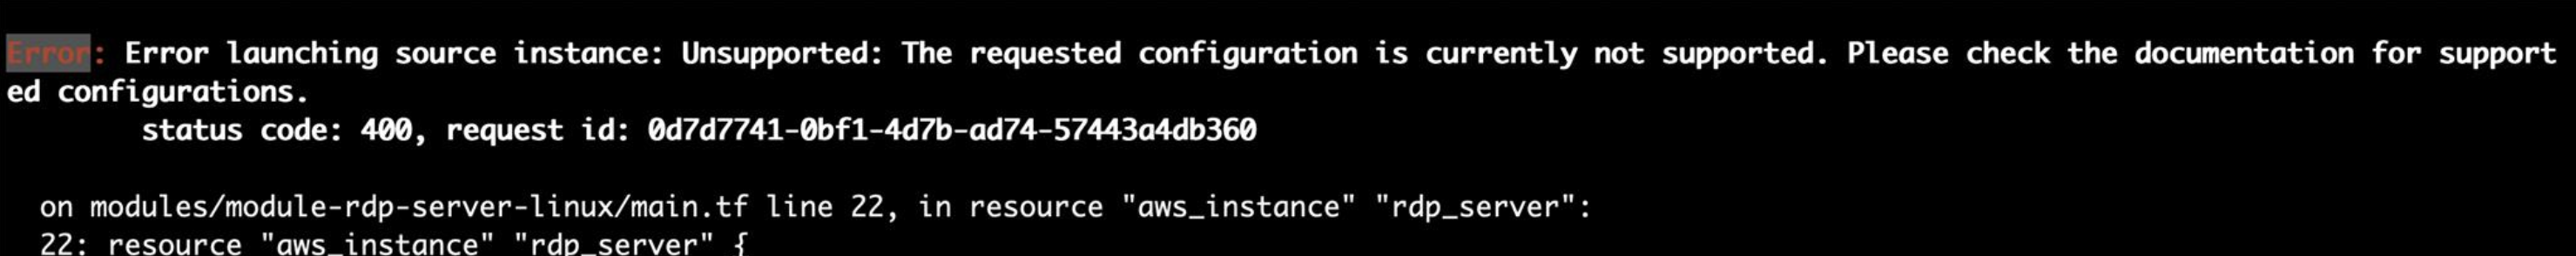 Error: Error launching source instance: Unsupported: The requested configuration is currently not supported. Please check the documentation for support
ed configurations.
status code: 400, request id: 0d7d7741-0bf1-4d7b-ad74-57443a4db360
on modules/module-rdp-server-linux/main.tf line 22, in resource "aws_instance" "rdp_server":
22: resource "aws_instance" "rdp_server" {